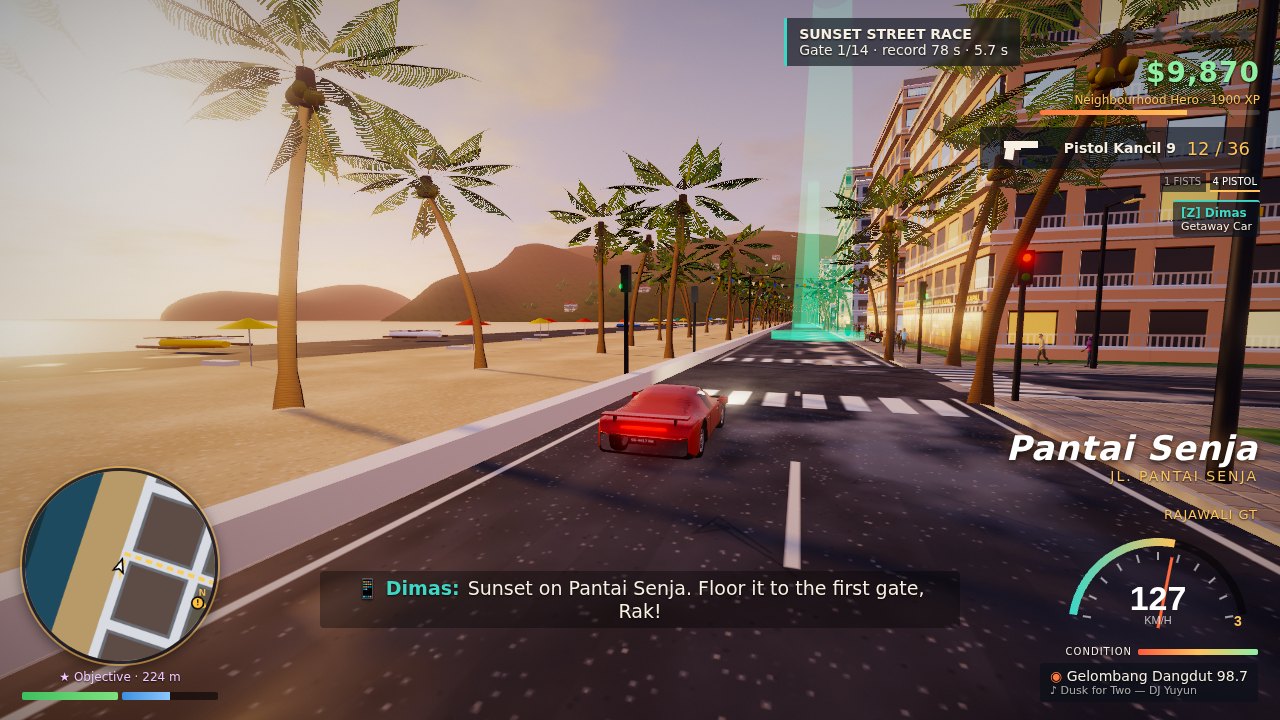 SUNSET STREET RACE
Gate 1/14 · record 78 s · 5.7 s
$9,870
Neighbourhood Hero · 1900 XP
Pistol Kancil 9 12 / 36
1 FISTS 4 PISTOL
[Z] Dimas
Getaway Car
Pantai Senja
JL. PANTAI SENJA
RAJAWALI GT
127
KM/H
3
CONDITION
Gelombang Dangdut 98.7
♪ Dusk for Two — DJ Yuyun
Dimas: Sunset on Pantai Senja. Floor it to the first gate,
Rak!
N
!
★ Objective · 224 m